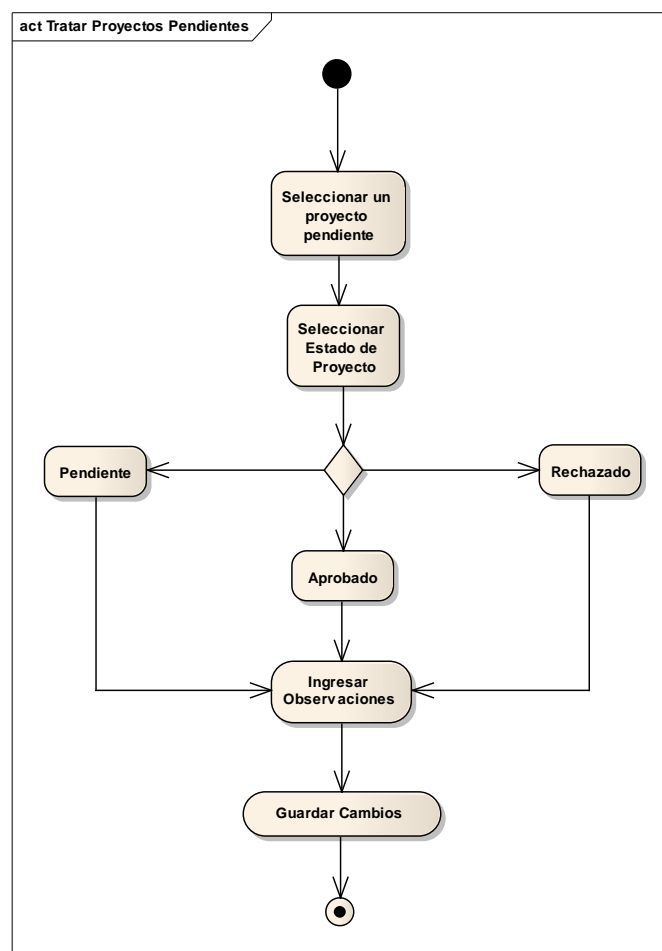 act Tratar Proyectos Pendientes
Seleccionar un
proyecto
pendiente
Seleccionar
Estado de
Proyecto
Pendiente
Rechazado
Aprobado
Ingresar
Observaciones
Guardar Cambios